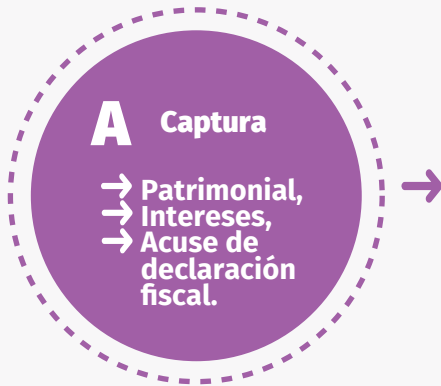 A Captura
Patrimonial,
Intereses,
Acuse de
declaración
fiscal.